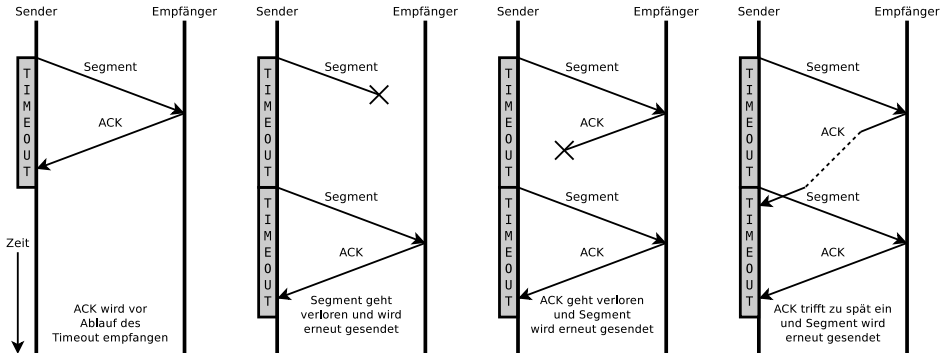 Sender Empfänger
Segment
TIMEOUT
ACK
Zeit
ACK wird vor
Ablauf des
Timeout empfangen
Sender Empfänger
Segment
TIMEOUT
Segment
TIMEOUT
ACK
Segment geht
verloren und wird
erneut gesendet
Sender Empfänger
Segment
TIMEOUT
ACK
Segment
TIMEOUT
ACK
ACK geht verloren
und Segment
wird erneut gesendet
Sender Empfänger
Segment
TIMEOUT
ACK
Segment
TIMEOUT
ACK
ACK trifft zu spät ein
und Segment wird
erneut gesendet